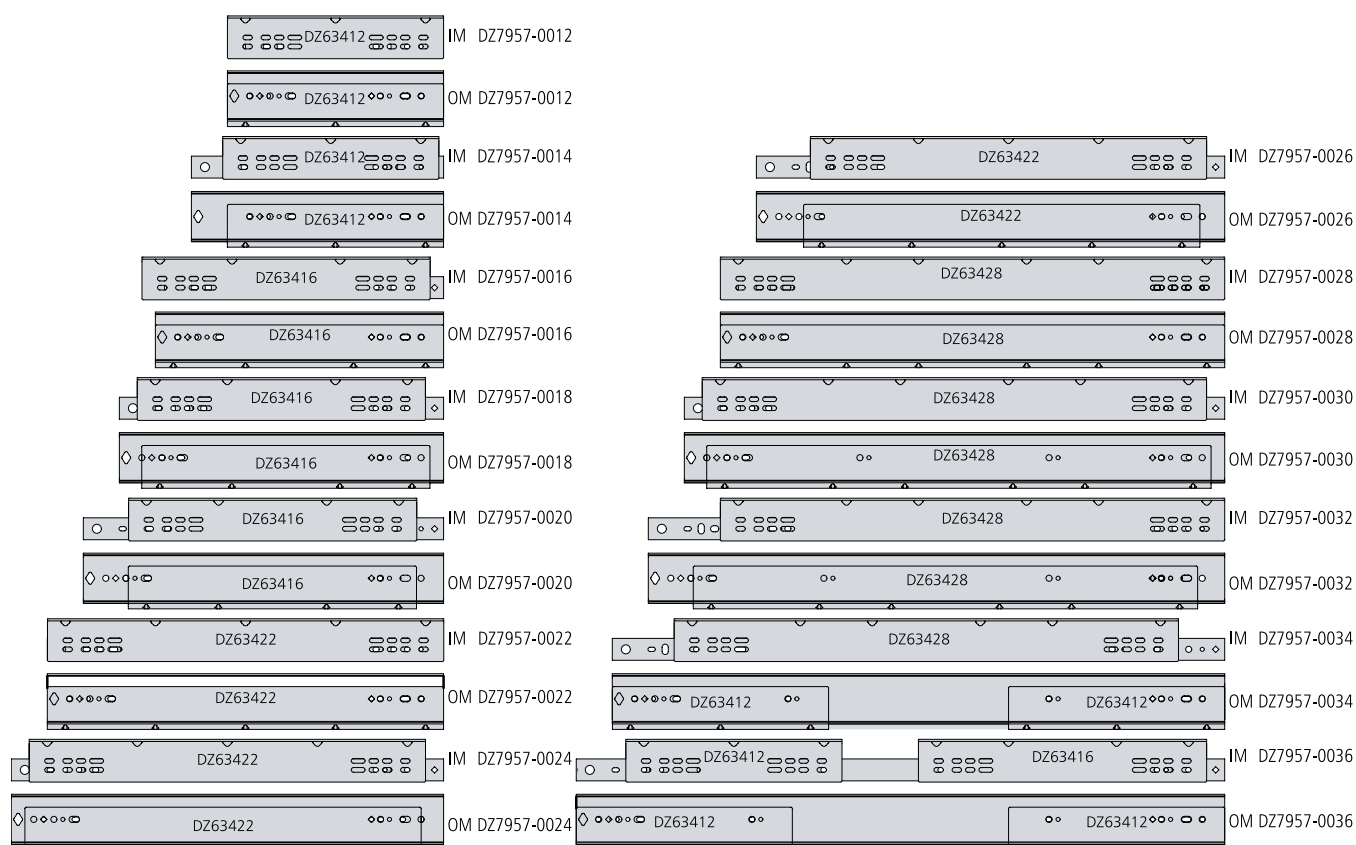 DZ63412 IM DZ7957-0012
DZ63412 OM DZ7957-0012
DZ63412 IM DZ7957-0014
DZ63412 OM DZ7957-0014
DZ63416 IM DZ7957-0016
DZ63416 OM DZ7957-0016
DZ63416 IM DZ7957-0018
DZ63416 OM DZ7957-0018
DZ63416 IM DZ7957-0020
DZ63416 OM DZ7957-0020
DZ63422 IM DZ7957-0022
DZ63422 OM DZ7957-0022
DZ63422 IM DZ7957-0024
DZ63422 OM DZ7957-0024
DZ63422 IM DZ7957-0026
DZ63422 OM DZ7957-0026
DZ63428 IM DZ7957-0028
DZ63428 OM DZ7957-0028
DZ63428 IM DZ7957-0030
DZ63428 OM DZ7957-0030
DZ63428 IM DZ7957-0032
DZ63428 OM DZ7957-0032
DZ63428 IM DZ7957-0034
DZ63412 DZ63412 OM DZ7957-0034
DZ63412 DZ63416 IM DZ7957-0036
DZ63412 DZ63412 OM DZ7957-0036